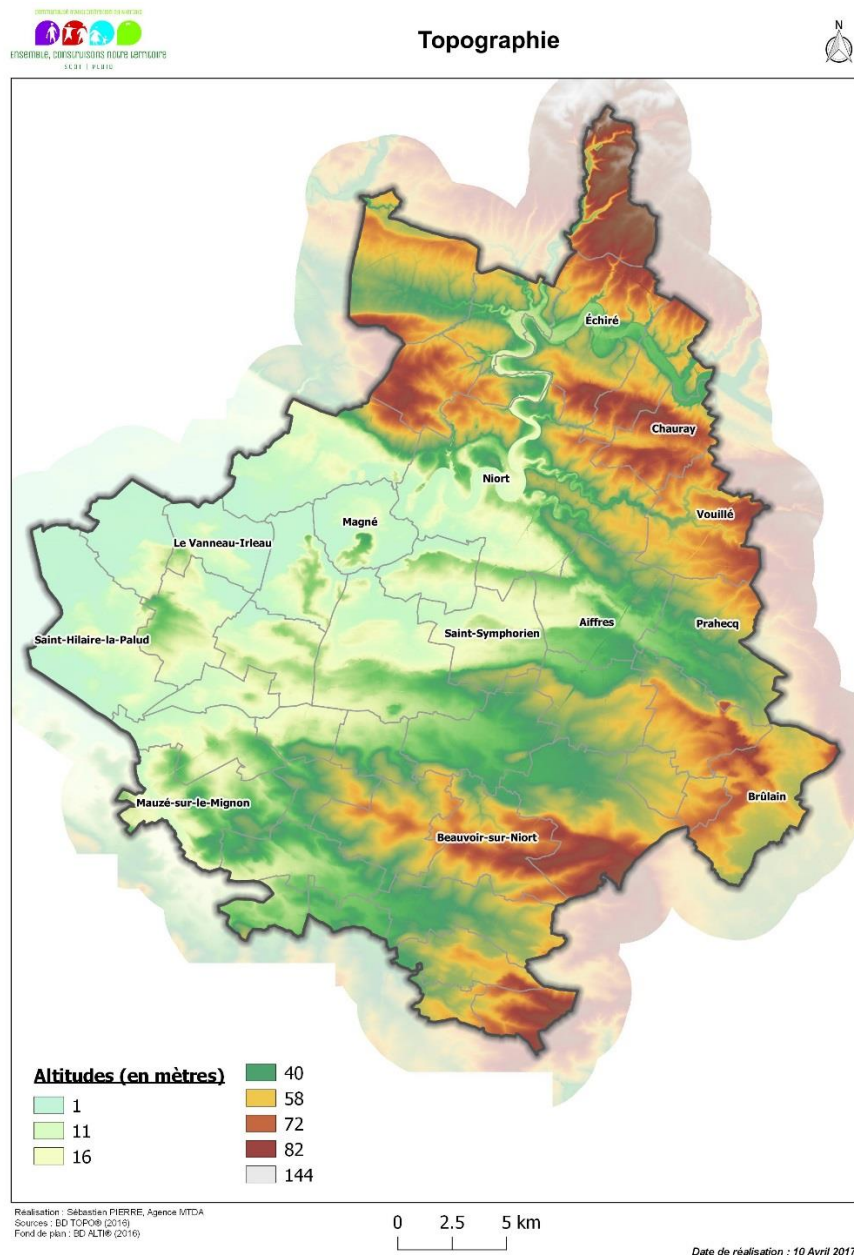 Topographie
N
ENSEMBLE, CONSTRUISONS NOTRE TERRITOIRE
SCOT | PLUID
Échiré
Chauray
Niort
Vouillé
Magné
Le Vanneau-Irleau
Aiffres
Prahecq
Saint-Symphorien
Saint-Hilaire-la-Palud
Brûlain
Mauzé-sur-le-Mignon
Beauvoir-sur-Niort
Altitudes (en mètres)
1
11
16
40
58
72
82
144
Réalisation : Sébastien PIERRE, Agence MTDA
Sources : BD TOPO® (2016)
Fond de plan : BD ALTI® (2016)
0 2.5 5 km
Date de réalisation : 10 Avril 2017